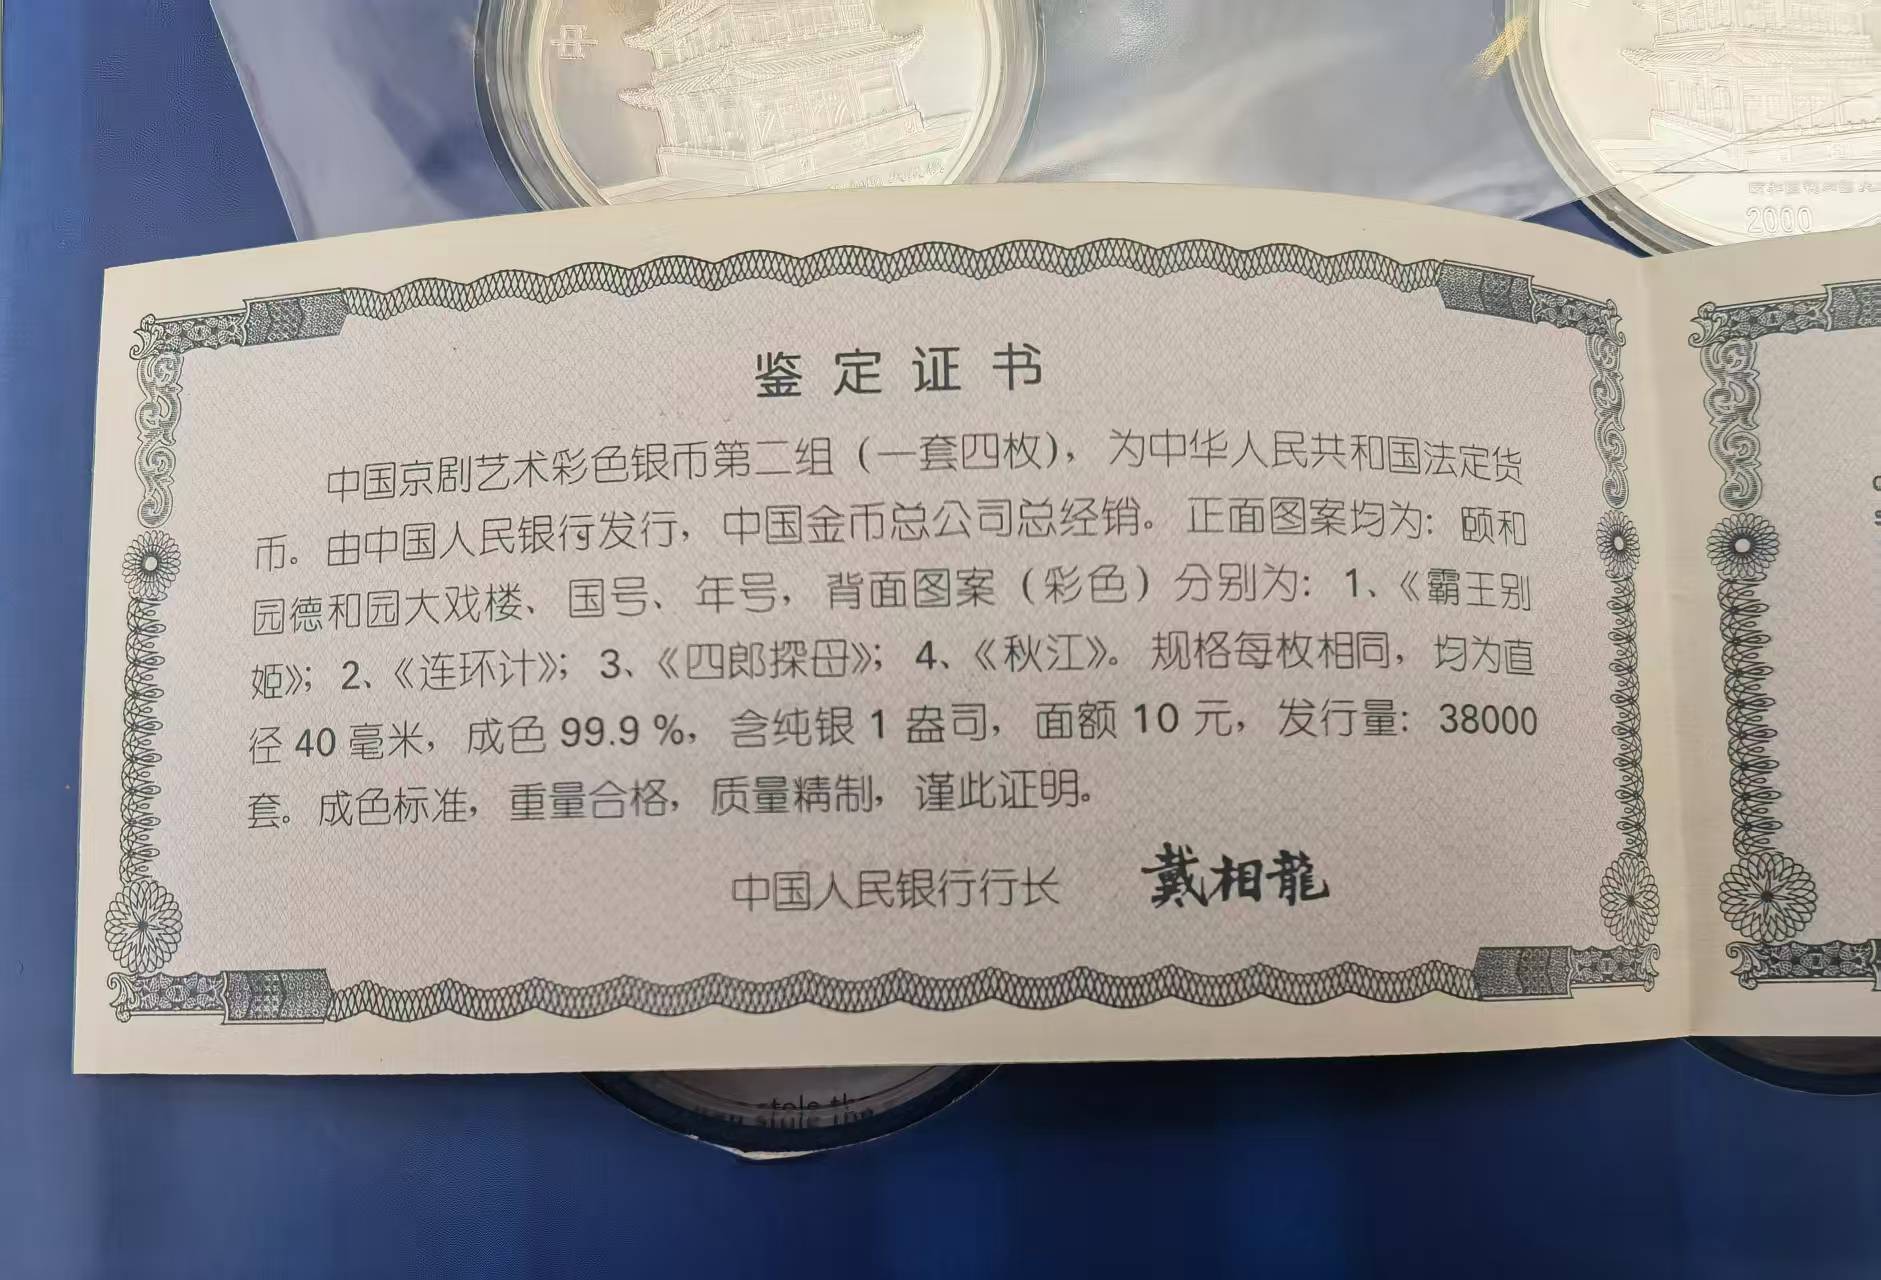 中
2000
鉴定证书
中国京剧艺术彩色银币第二组（一套四枚），为中华人民共和国法定货
币。由中国人民银行发行，中国金币总公司总经销。正面图案均为：颐和
园德和园大戏楼、国号、年号，背面图案（彩色）分别为：1、《霸王别
姬》；2、《连环计》；3、《四郎探母》；4、《秋江》。规格每枚相同，均为直
径40毫米，成色99.9%，含纯银1盎司，面额10元，发行量：38000
套。成色标准，重量合格，质量精制，谨此证明。
中国人民银行行长 戴相龍